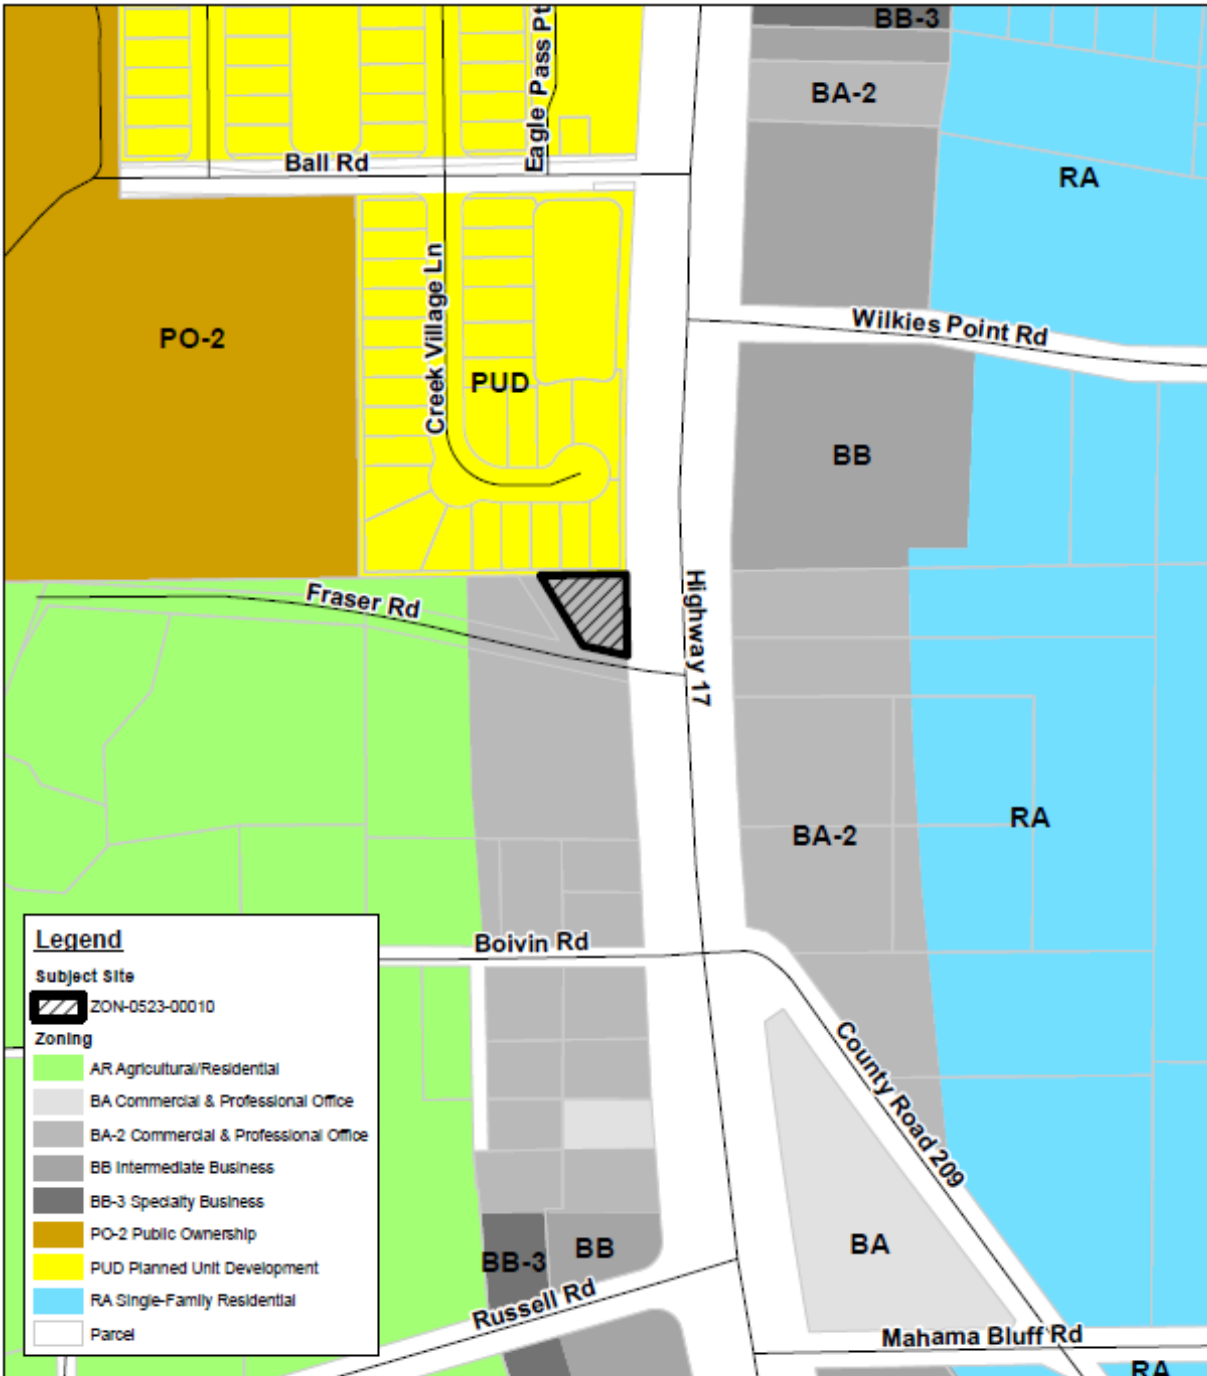 BB-3
BA-2
Eagle Pass Pt
Ball Rd
RA
Creek Village Ln
Wilkies Point Rd
PO-2
PUD
BB
Fraser Rd
Highway 17
RA
BA-2
Boivin Rd
County Road 209
BA
BB-3
BB
Russell Rd
Mahama Bluff Rd
RA
Legend
Subject Site
ZON-0523-00010
Zoning
AR Agricultural/Residential
BA Commercial & Professional Office
BA-2 Commercial & Professional Office
BB Intermediate Business
BB-3 Specialty Business
PO-2 Public Ownership
PUD Planned Unit Development
RA Single-Family Residential
Parcel